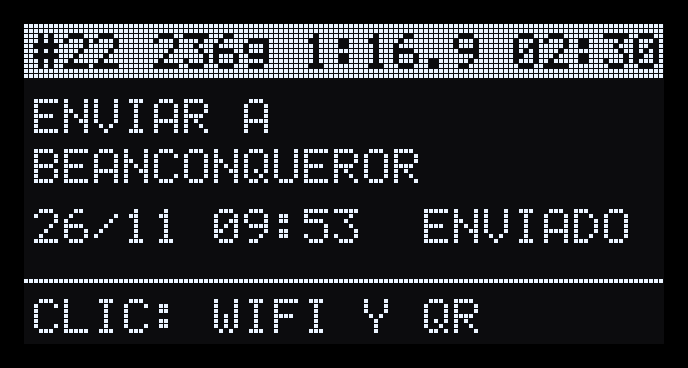 #22 236g 1:16.9 02:30
ENVIAR A
BEANCONQUEROR
26/11 09:53 ENVIADO
CLIC: WIFI Y QR